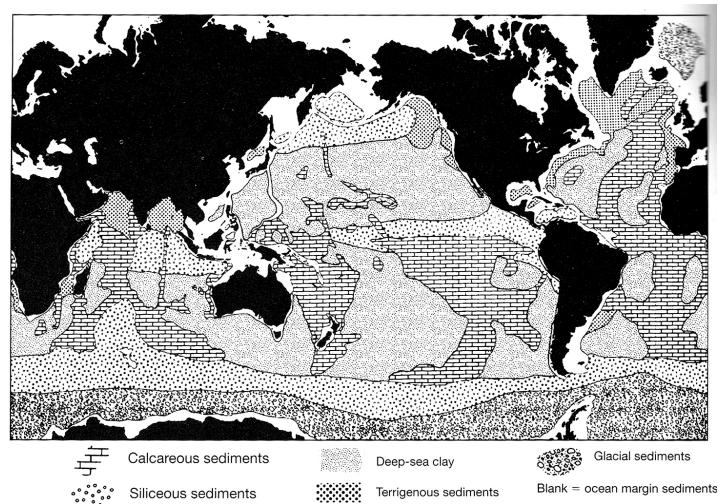 Calcareous sediments
Deep-sea clay
Glacial sediments
Siliceous sediments
Terrigenous sediments
Blank = ocean margin sediments